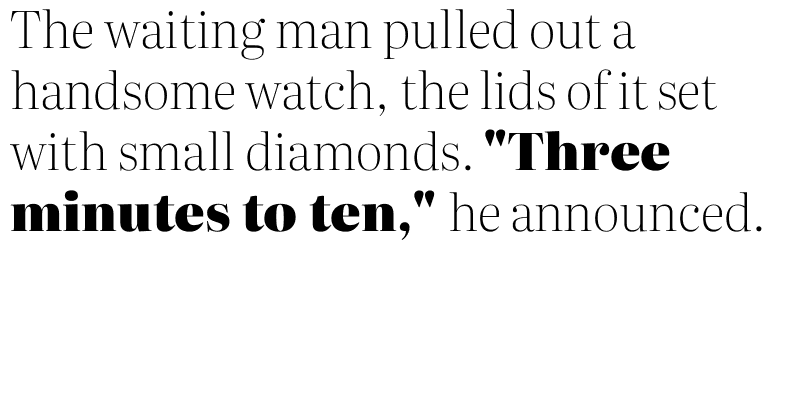 The waiting man pulled out a
handsome watch, the lids of it set
with small diamonds. "Three
minutes to ten," he announced.